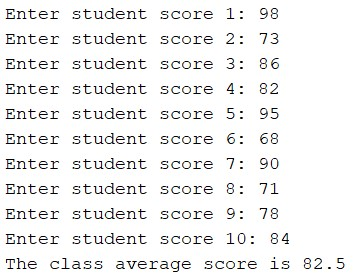 Enter student score 1: 98
Enter student score 2: 73
Enter student score 3: 86
Enter student score 4: 82
Enter student score 5: 95
Enter student score 6: 68
Enter student score 7: 90
Enter student score 8: 71
Enter student score 9: 78
Enter student score 10: 84
The class average score is 82.5